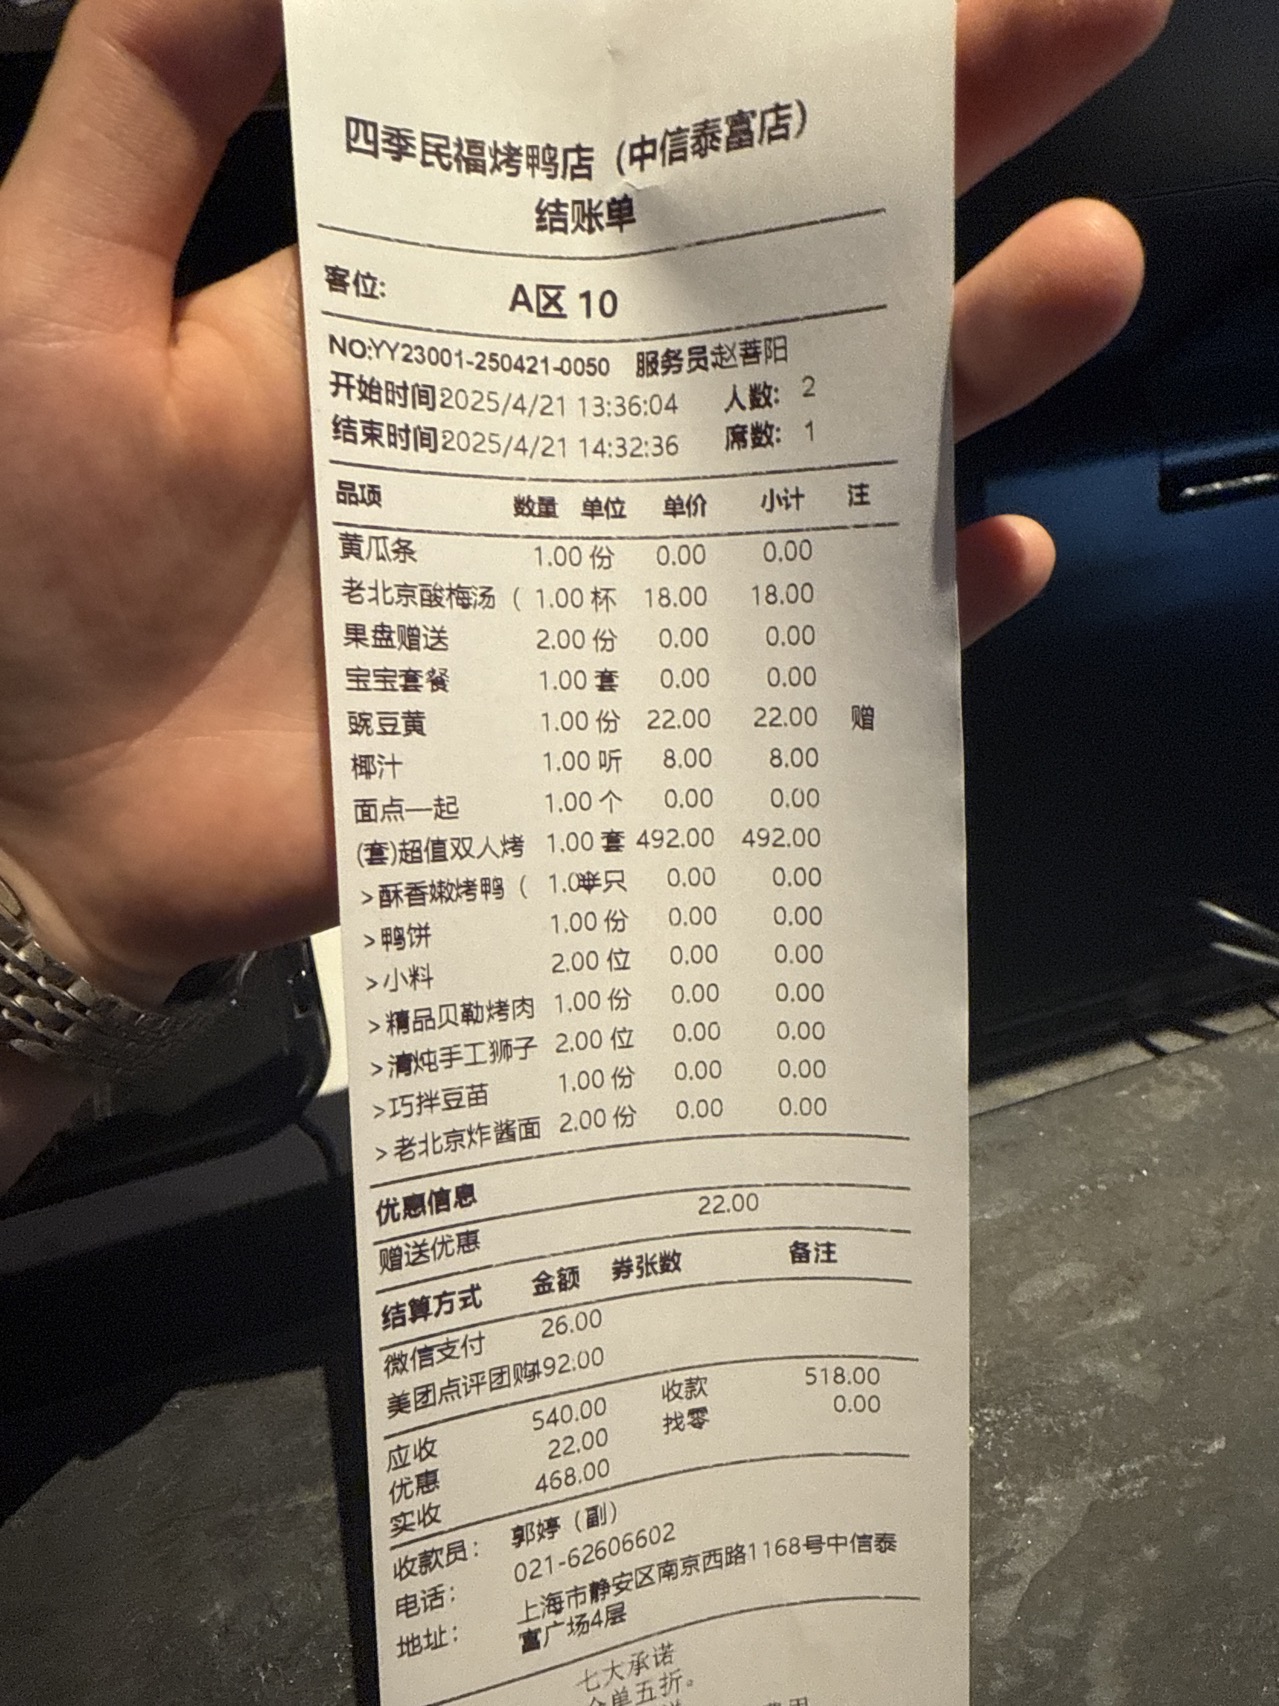 四季民福烤鸭店（中信泰富店）
结账单
客位: A区 10
NO:YY23001-250421-0050 服务员赵菩阳
开始时间2025/4/21 13:36:04 人数: 2
结束时间2025/4/21 14:32:36 席数: 1
品项 数量 单位 单价 小计 注
黄瓜条 1.00 份 0.00 0.00
老北京酸梅汤（ 1.00 杯 18.00 18.00
果盘赠送 2.00 份 0.00 0.00
宝宝套餐 1.00 套 0.00 0.00
豌豆黄 1.00 份 22.00 22.00 赠
椰汁 1.00 听 8.00 8.00
面点一起 1.00 个 0.00 0.00
(套)超值双人烤 1.00 套 492.00 492.00
>酥香嫩烤鸭（ 1.0半只 0.00 0.00
>鸭饼 1.00 份 0.00 0.00
>小料 2.00 位 0.00 0.00
>精品贝勒烤肉 1.00 份 0.00 0.00
>清炖手工狮子 2.00 位 0.00 0.00
>巧拌豆苗 1.00 份 0.00 0.00
>老北京炸酱面 2.00 份 0.00 0.00
优惠信息
赠送优惠 22.00
结算方式 金额 券张数 备注
微信支付 26.00
美团点评团购492.00
应收 540.00 收款 518.00
优惠 22.00 找零 0.00
实收 468.00
收款员: 郭婷（副）
电话: 021-62606602
地址: 上海市静安区南京西路1168号中信泰
富广场4层
七大承诺
单五折。